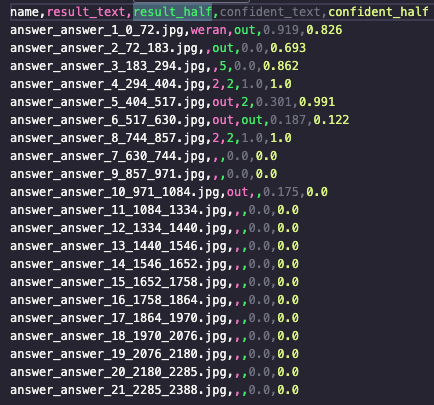 name,result_text,result_half,confident_text,confident_half
answer_answer_1_0_72.jpg,weran,out,0.919,0.826
answer_answer_2_72_183.jpg,,out,0.0,0.693
answer_answer_3_183_294.jpg,,5,0.0,0.862
answer_answer_4_294_404.jpg,2,2,1.0,1.0
answer_answer_5_404_517.jpg,out,2,0.301,0.991
answer_answer_6_517_630.jpg,out,out,0.187,0.122
answer_answer_8_744_857.jpg,2,2,1.0,1.0
answer_answer_7_630_744.jpg,,,0.0,0.0
answer_answer_9_857_971.jpg,,,0.0,0.0
answer_answer_10_971_1084.jpg,out,,0.175,0.0
answer_answer_11_1084_1334.jpg,,,0.0,0.0
answer_answer_12_1334_1440.jpg,,,0.0,0.0
answer_answer_13_1440_1546.jpg,,,0.0,0.0
answer_answer_14_1546_1652.jpg,,,0.0,0.0
answer_answer_15_1652_1758.jpg,,,0.0,0.0
answer_answer_16_1758_1864.jpg,,,0.0,0.0
answer_answer_17_1864_1970.jpg,,,0.0,0.0
answer_answer_18_1970_2076.jpg,,,0.0,0.0
answer_answer_19_2076_2180.jpg,,,0.0,0.0
answer_answer_20_2180_2285.jpg,,,0.0,0.0
answer_answer_21_2285_2388.jpg,,,0.0,0.0